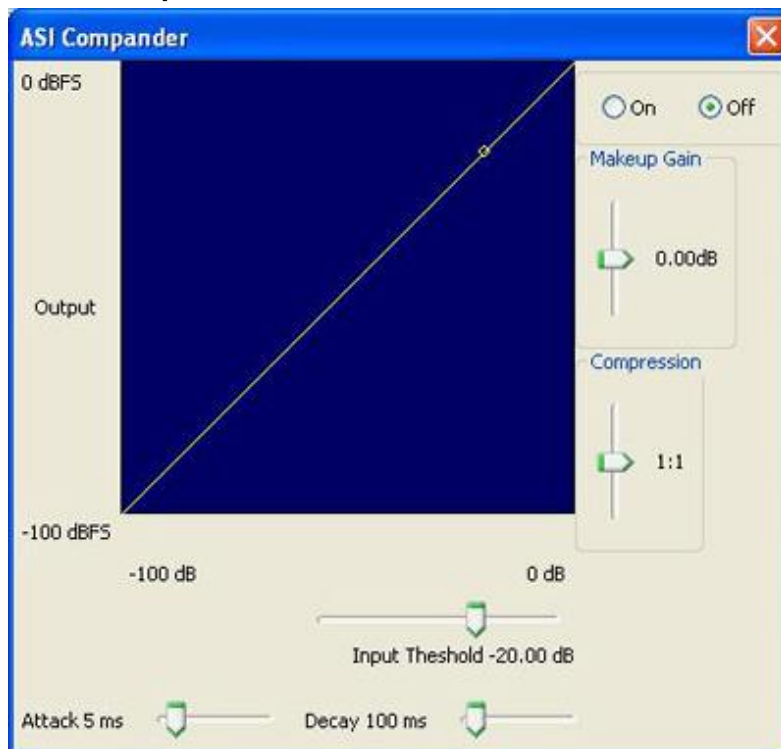 ASI Compander
0 dBFS
On Off
Makeup Gain
0.00dB
Output
Compression
1:1
-100 dBFS
-100 dB 0 dB
Input Theshold -20.00 dB
Attack 5 ms Decay 100 ms